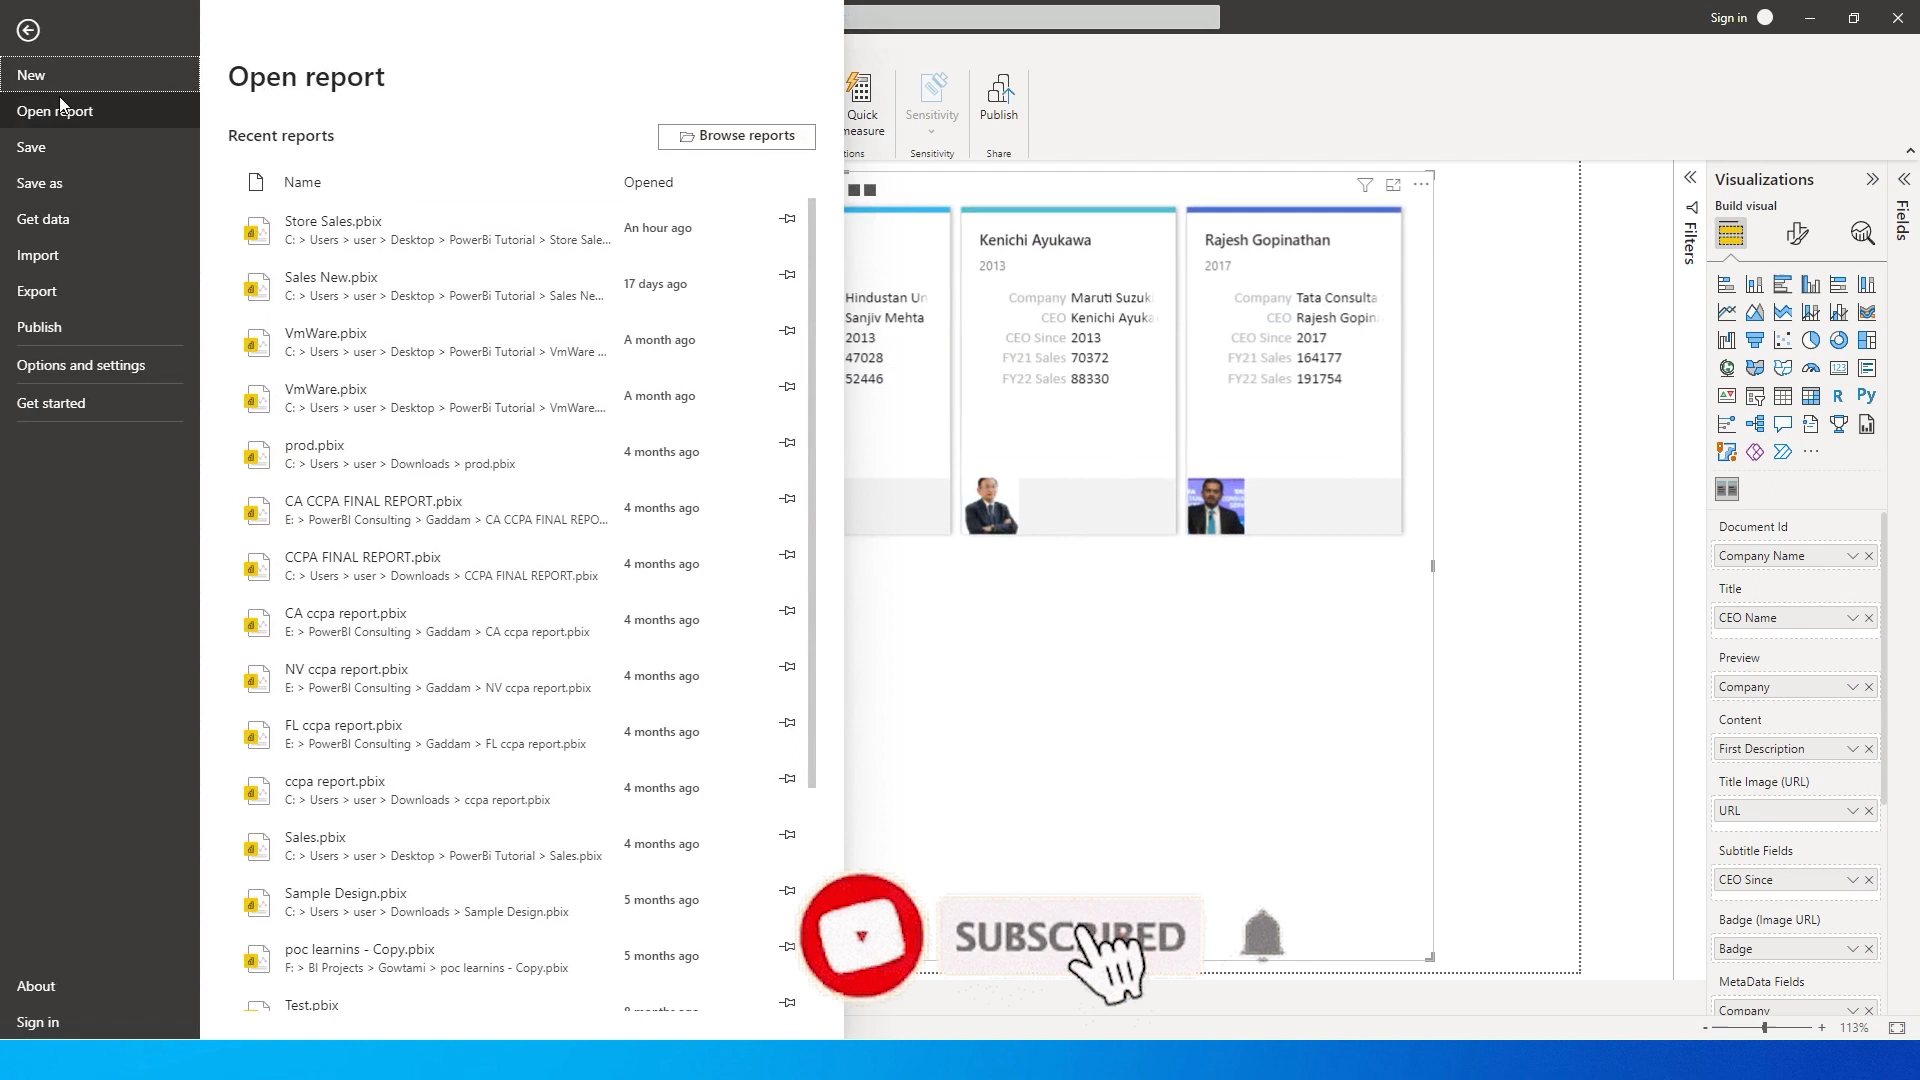 Sign in
New
Open report
Save
Save as
Get data
Import
Export
Publish
Options and settings
Get started
About
Sign in
Open report
Recent reports
Browse reports
Name
Opened
Store Sales.pbix
C: > Users > user > Desktop > PowerBi Tutorial > Store Sale...
An hour ago
Sales New.pbix
C: > Users > user > Desktop > PowerBi Tutorial > Sales Ne...
17 days ago
VmWare.pbix
C: > Users > user > Desktop > PowerBi Tutorial > VmWare ...
A month ago
VmWare.pbix
C: > Users > user > Desktop > PowerBi Tutorial > VmWare....
A month ago
prod.pbix
C: > Users > user > Downloads > prod.pbix
4 months ago
CA CCPA FINAL REPORT.pbix
E: > PowerBI Consulting > Gaddam > CA CCPA FINAL REPO...
4 months ago
CCPA FINAL REPORT.pbix
C: > Users > user > Downloads > CCPA FINAL REPORT.pbix
4 months ago
CA ccpa report.pbix
E: > PowerBI Consulting > Gaddam > CA ccpa report.pbix
4 months ago
NV ccpa report.pbix
E: > PowerBI Consulting > Gaddam > NV ccpa report.pbix
4 months ago
FL ccpa report.pbix
E: > PowerBI Consulting > Gaddam > FL ccpa report.pbix
4 months ago
ccpa report.pbix
C: > Users > user > Downloads > ccpa report.pbix
4 months ago
Sales.pbix
C: > Users > user > Desktop > PowerBi Tutorial > Sales.pbix
4 months ago
Sample Design.pbix
C: > Users > user > Downloads > Sample Design.pbix
5 months ago
poc learnins - Copy.pbix
F: > BI Projects > Gowtami > poc learnins - Copy.pbix
5 months ago
Test.pbix
Quick
measure
Sensitivity
Publish
Sensitivity
Share
Hindustan Un
Sanjiv Mehta
2013
47028
52446
Kenichi Ayukawa
2013
Company Maruti Suzuki
CEO Kenichi Ayuka
CEO Since 2013
FY21 Sales 70372
FY22 Sales 88330
Rajesh Gopinathan
2017
Company Tata Consulta
CEO Rajesh Gopin
CEO Since 2017
FY21 Sales 164177
FY22 Sales 191754
SUBSCRIBED
Filters
Visualizations
Build visual
123
R
Py
Document Id
Company Name
Title
CEO Name
Preview
Company
Content
First Description
Title Image (URL)
URL
Subtitle Fields
CEO Since
Badge (Image URL)
Badge
MetaData Fields
Company
Fields
113%